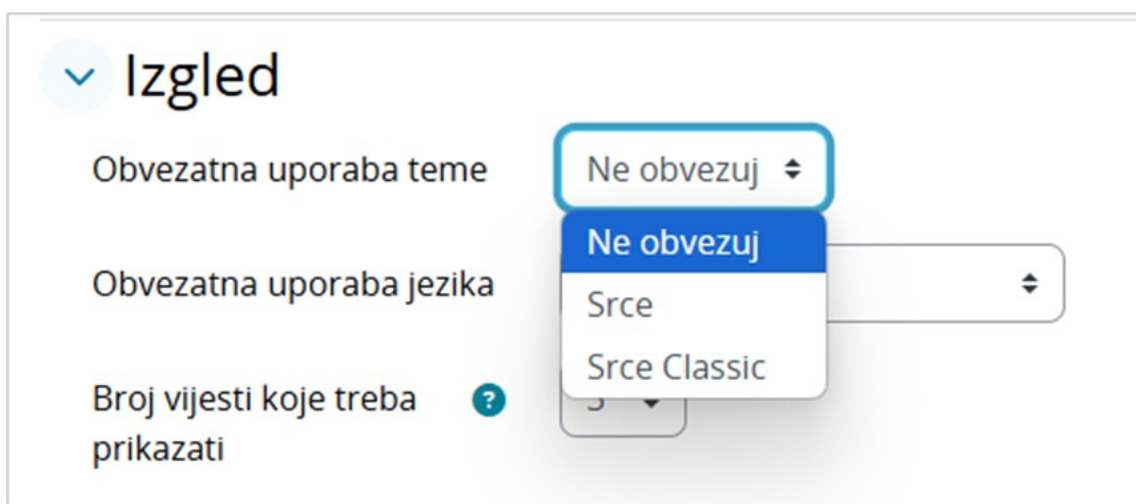 Izgled
Obvezatna uporaba teme
Ne obvezuj
Ne obvezuj
Obvezatna uporaba jezika
Srce
Srce Classic
Broj vijesti koje treba
prikazati